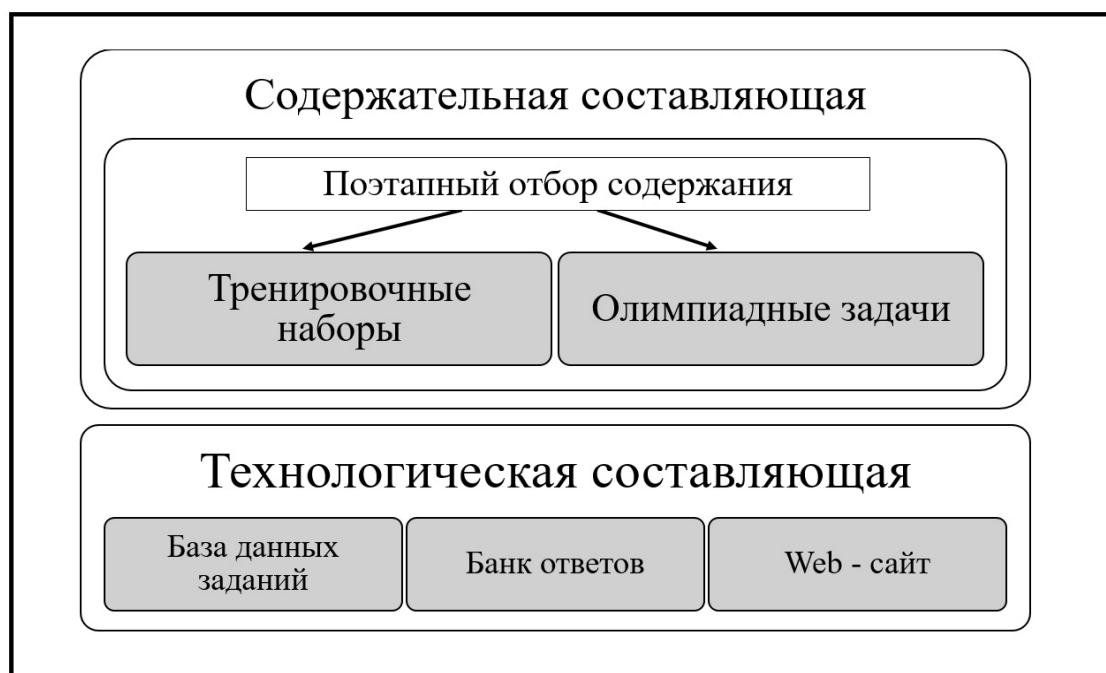 Содержательная составляющая
Поэтапный отбор содержания
Тренировочные
наборы
Олимпиадные задачи
Технологическая составляющая
База данных
заданий
Банк ответов
Web - сайт